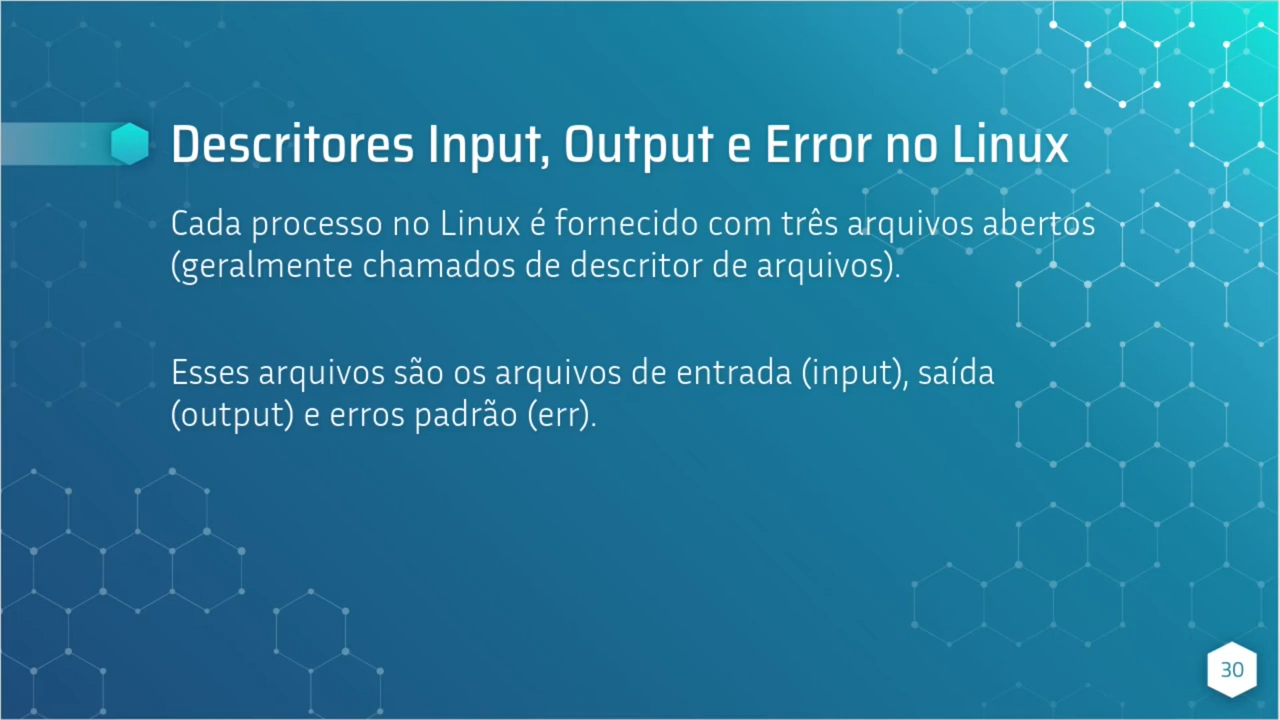 Descritores Input, Output e Error no Linux
Cada processo no Linux é fornecido com três arquivos abertos
(geralmente chamados de descritor de arquivos).
Esses arquivos são os arquivos de entrada (input), saída
(output) e erros padrão (err).
30